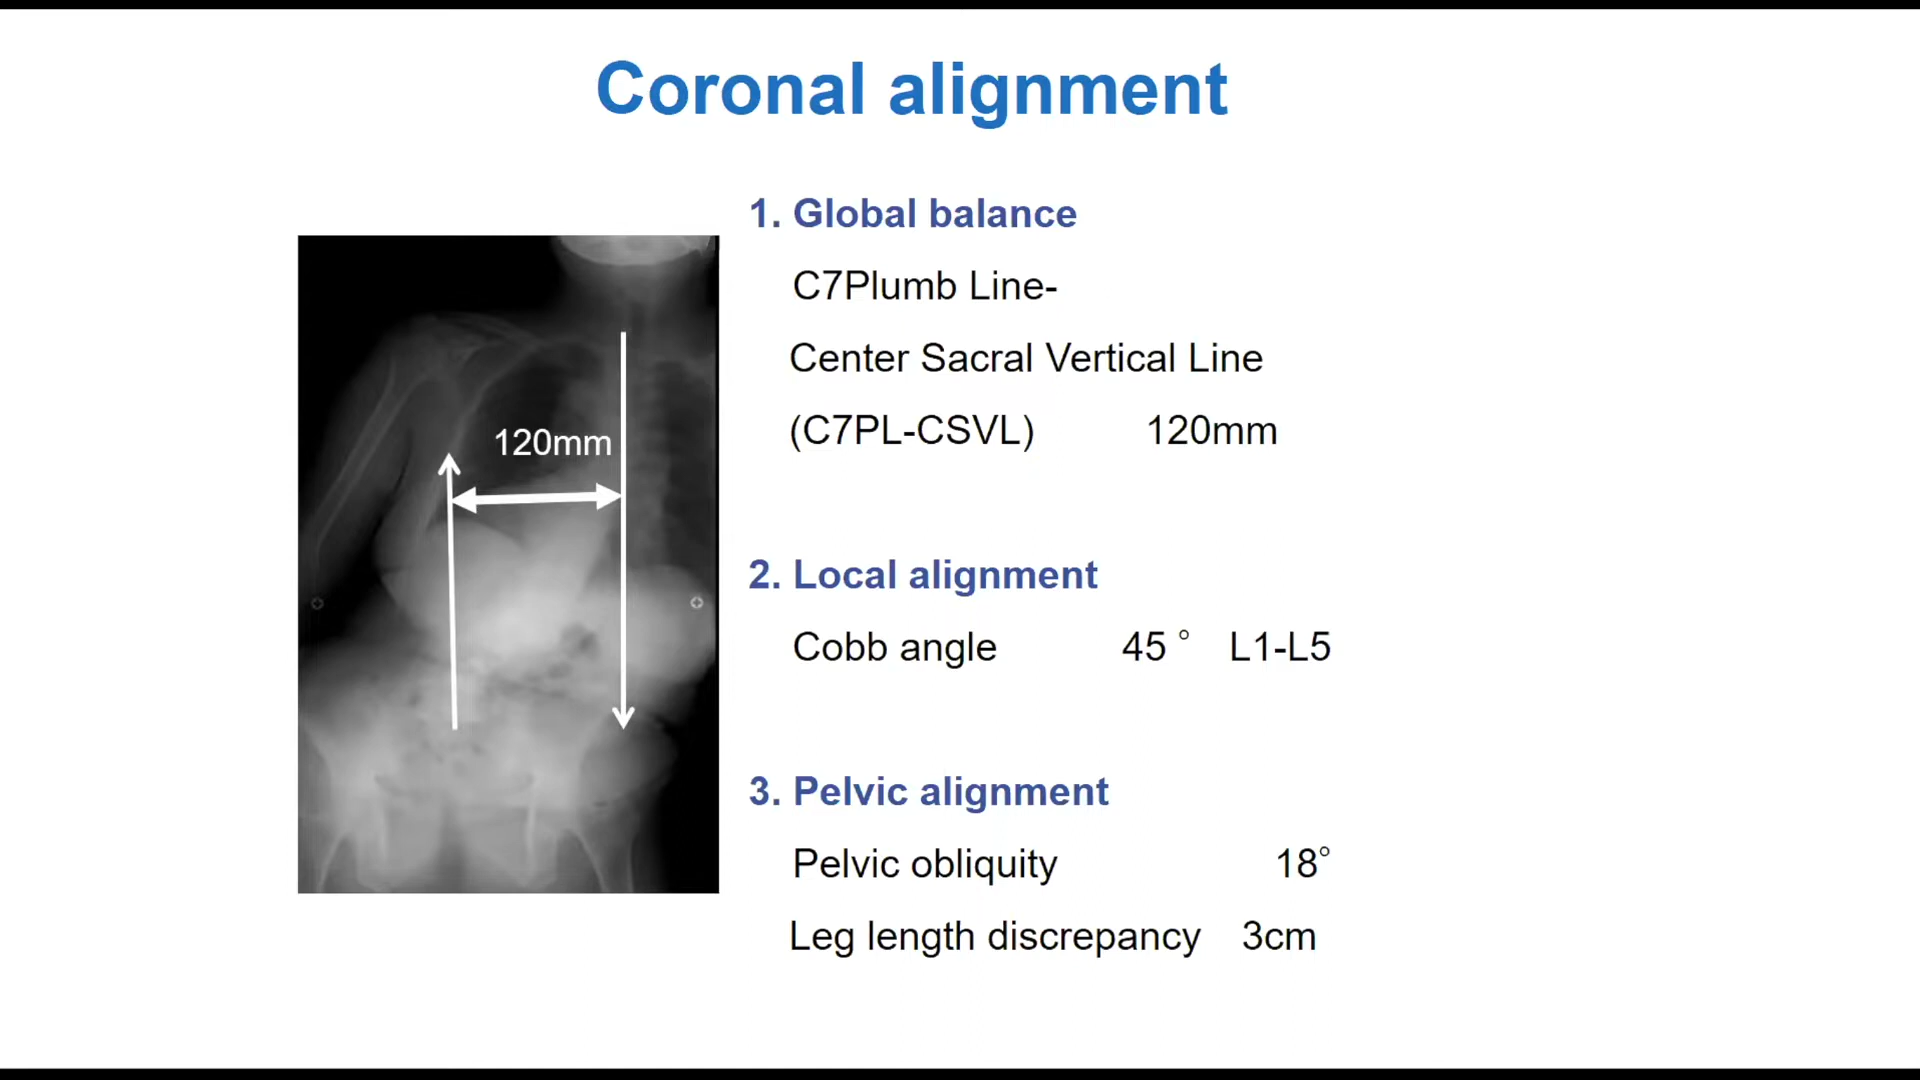 Coronal alignment
120mm
1. Global balance
C7Plumb Line-
Center Sacral Vertical Line
(C7PL-CSVL) 120mm
2. Local alignment
Cobb angle 45 ° L1-L5
3. Pelvic alignment
Pelvic obliquity 18°
Leg length discrepancy 3cm